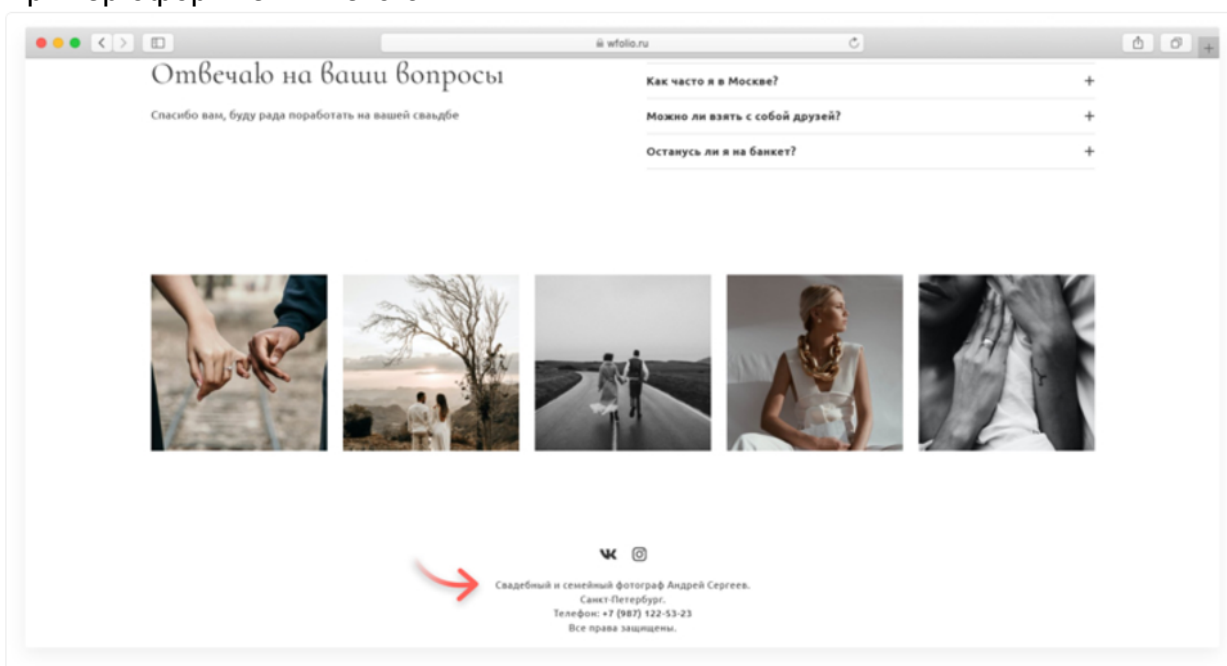 wfolio.ru
Отвечаю на ваши вопросы
Спасибо вам, буду рада поработать на вашей сваьдбе
Как часто я в Москве?
Можно ли взять с собой друзей?
Останусь ли я на банкет?
Свадебный и семейный фотограф Андрей Сергеев.
Санкт-Петербург.
Телефон: +7 (987) 122-53-23
Все права защищены.